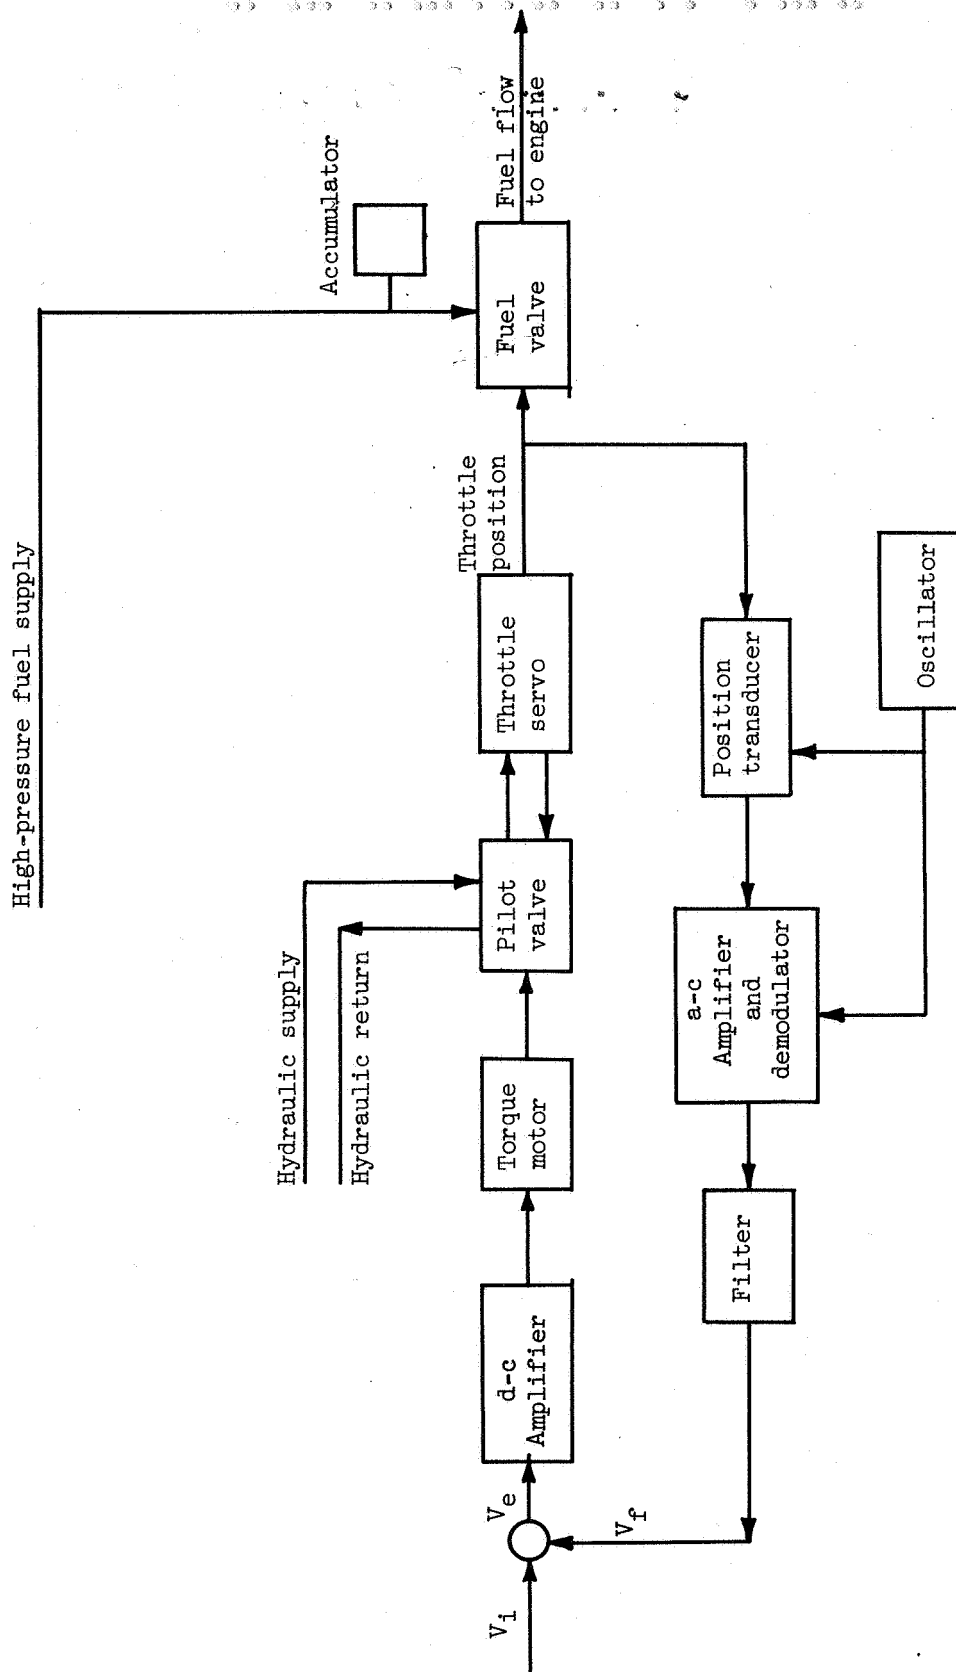 High-pressure fuel supply
Accumulator
Hydraulic supply
Hydraulic return
Throttle
position
Fuel flow
to engine
V_i
V_e
d-c
Amplifier
Torque
motor
Pilot
valve
Throttle
servo
Fuel
valve
V_f
Filter
a-c
Amplifier
and
demodulator
Position
transducer
Oscillator